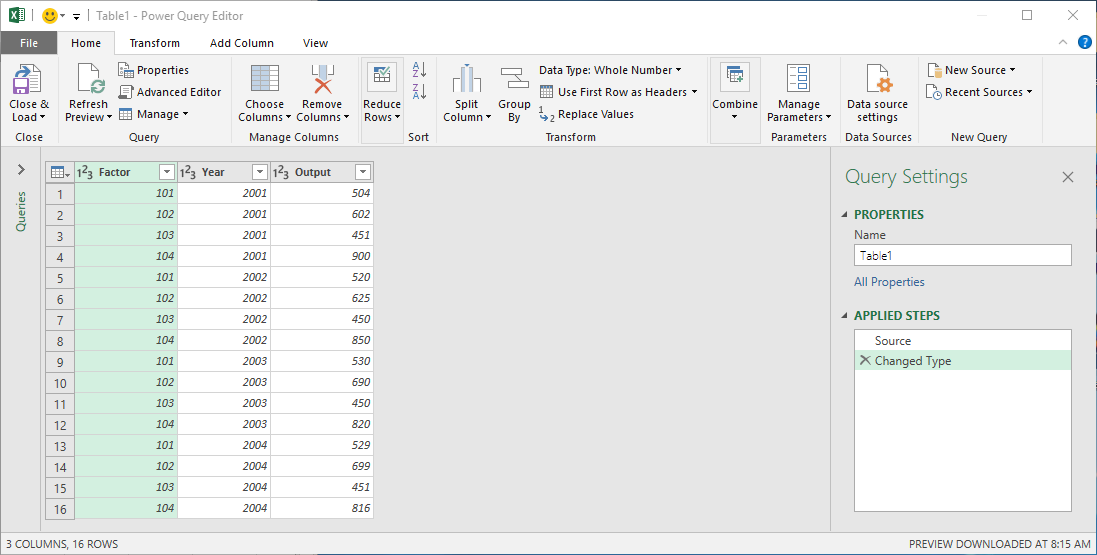 Table1 - Power Query Editor
File Home Transform Add Column View
Close & Load
Refresh Preview
Properties
Advanced Editor
Manage
Choose Columns
Remove Columns
Reduce Rows
Split Column
Group By
Data Type: Whole Number
Use First Row as Headers
Replace Values
Combine
Manage Parameters
Data source settings
New Source
Recent Sources
Close Query Manage Columns Sort Transform Parameters Data Sources New Query
Queries
Factor Year Output
1 101 2001 504
2 102 2001 602
3 103 2001 451
4 104 2001 900
5 101 2002 520
6 102 2002 625
7 103 2002 450
8 104 2002 850
9 101 2003 530
10 102 2003 690
11 103 2003 450
12 104 2003 820
13 101 2004 529
14 102 2004 699
15 103 2004 451
16 104 2004 816
Query Settings
PROPERTIES
Name
Table1
All Properties
APPLIED STEPS
Source
Changed Type
3 COLUMNS, 16 ROWS
PREVIEW DOWNLOADED AT 8:15 AM